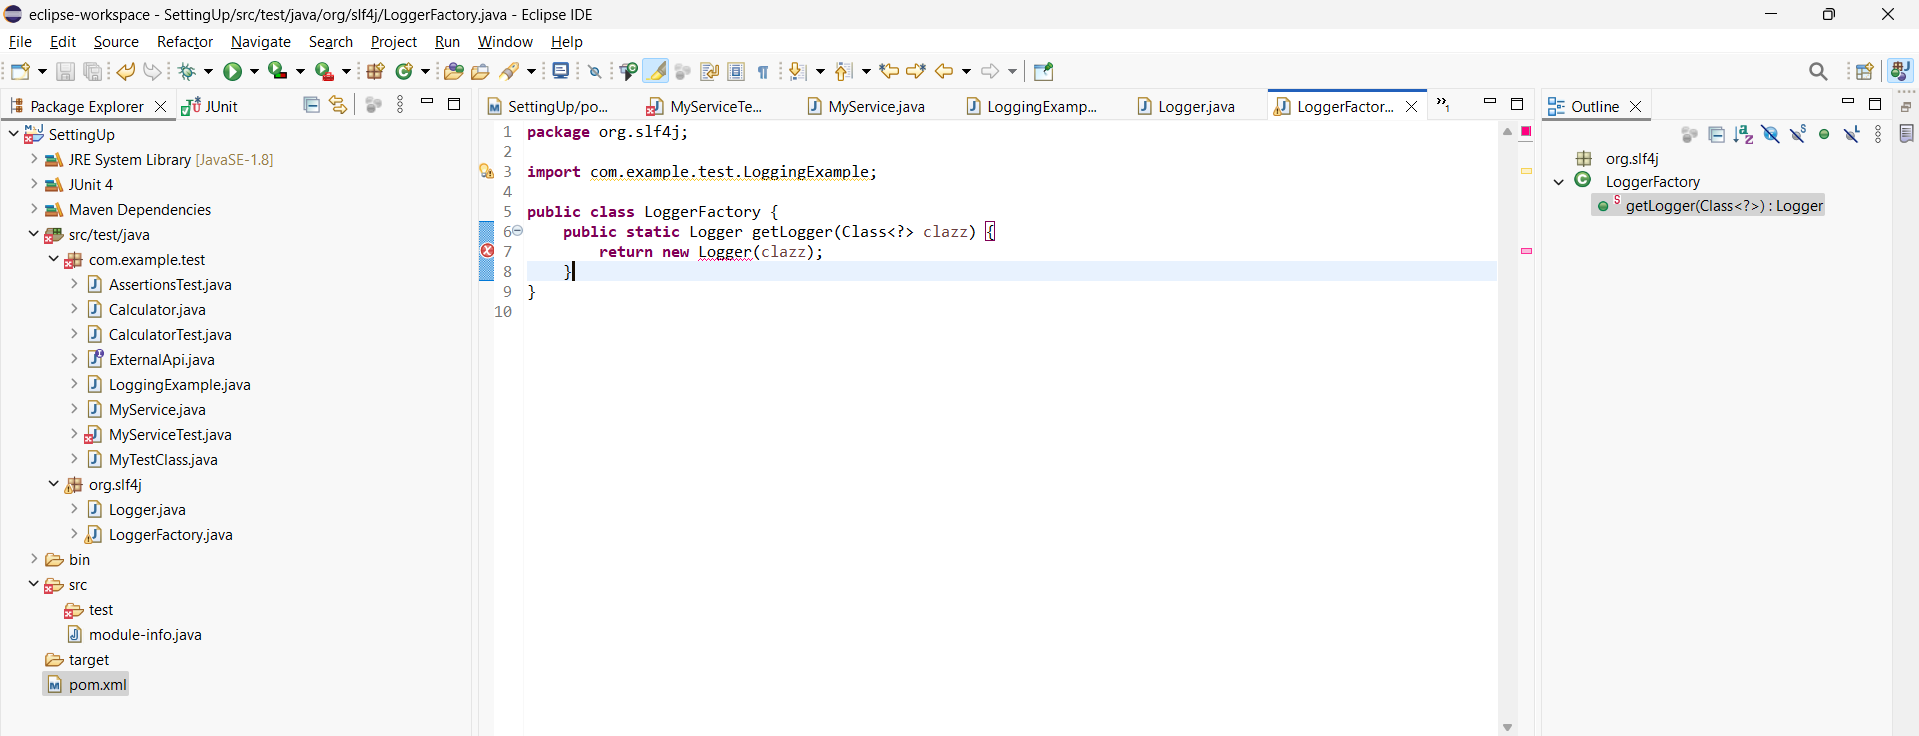 eclipse-workspace - SettingUp/src/test/java/org/slf4j/LoggerFactory.java - Eclipse IDE
File Edit Source Refactor Navigate Search Project Run Window Help
Package Explorer
JUnit
SettingUp
JRE System Library [JavaSE-1.8]
JUnit 4
Maven Dependencies
src/test/java
com.example.test
AssertionsTest.java
Calculator.java
CalculatorTest.java
ExternalApi.java
LoggingExample.java
MyService.java
MyServiceTest.java
MyTestClass.java
org.slf4j
Logger.java
LoggerFactory.java
bin
src
test
module-info.java
target
pom.xml
SettingUp/po... MyServiceTe... MyService.java LoggingExamp... Logger.java LoggerFactor... »1
1 package org.slf4j;
2
3 import com.example.test.LoggingExample;
4
5 public class LoggerFactory {
6 public static Logger getLogger(Class<?> clazz) {
7 return new Logger(clazz);
8 }
9 }
10
Outline
org.slf4j
LoggerFactory
getLogger(Class<?>) : Logger